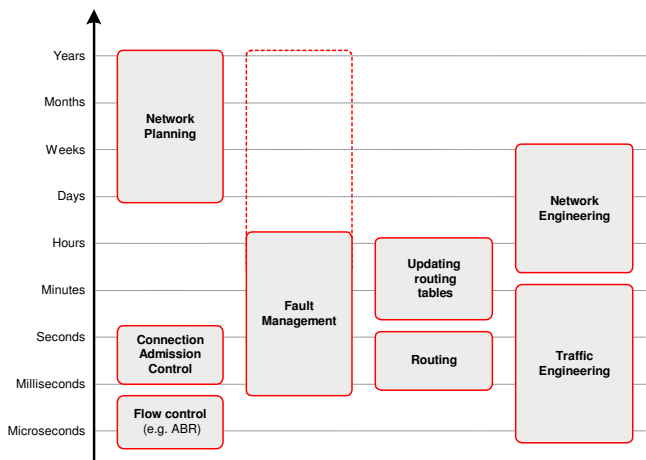 Years
Months
Weeks
Days
Hours
Minutes
Seconds
Milliseconds
Microseconds
Network
Planning
Connection
Admission
Control
Flow control
(e.g. ABR)
Fault
Management
Updating
routing
tables
Routing
Network
Engineering
Traffic
Engineering